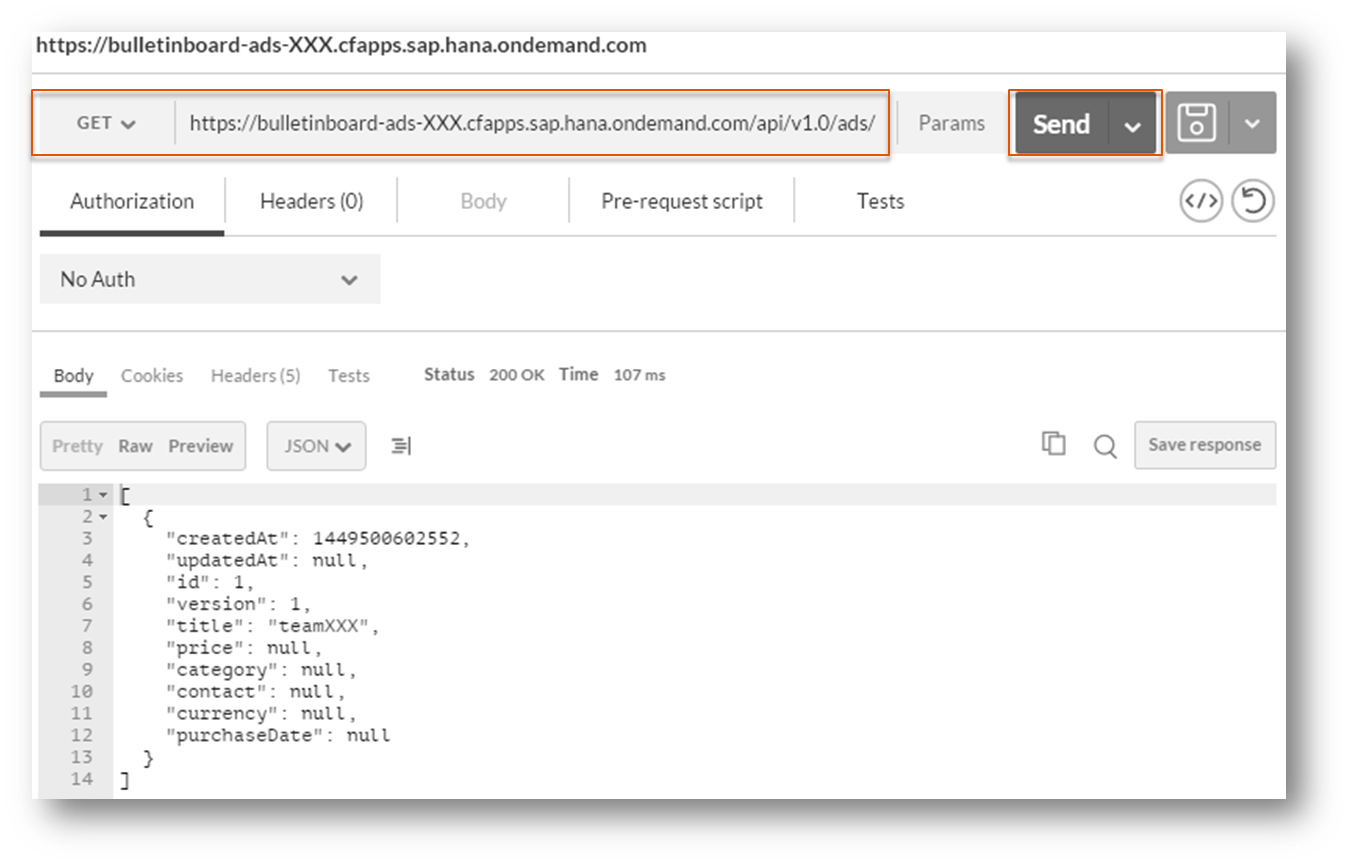 https://bulletinboard-ads-XXX.cfapps.sap.hana.ondemand.com
GET https://bulletinboard-ads-XXX.cfapps.sap.hana.ondemand.com/api/v1.0/ads/ Params Send
Authorization Headers (0) Body Pre-request script Tests </>
No Auth
Body Cookies Headers (5) Tests Status 200 OK Time 107 ms
Pretty Raw Preview JSON Save response
1 [
2 {
3 "createdAt": 1449500602552,
4 "updatedAt": null,
5 "id": 1,
6 "version": 1,
7 "title": "teamXXX",
8 "price": null,
9 "category": null,
10 "contact": null,
11 "currency": null,
12 "purchaseDate": null
13 }
14 ]